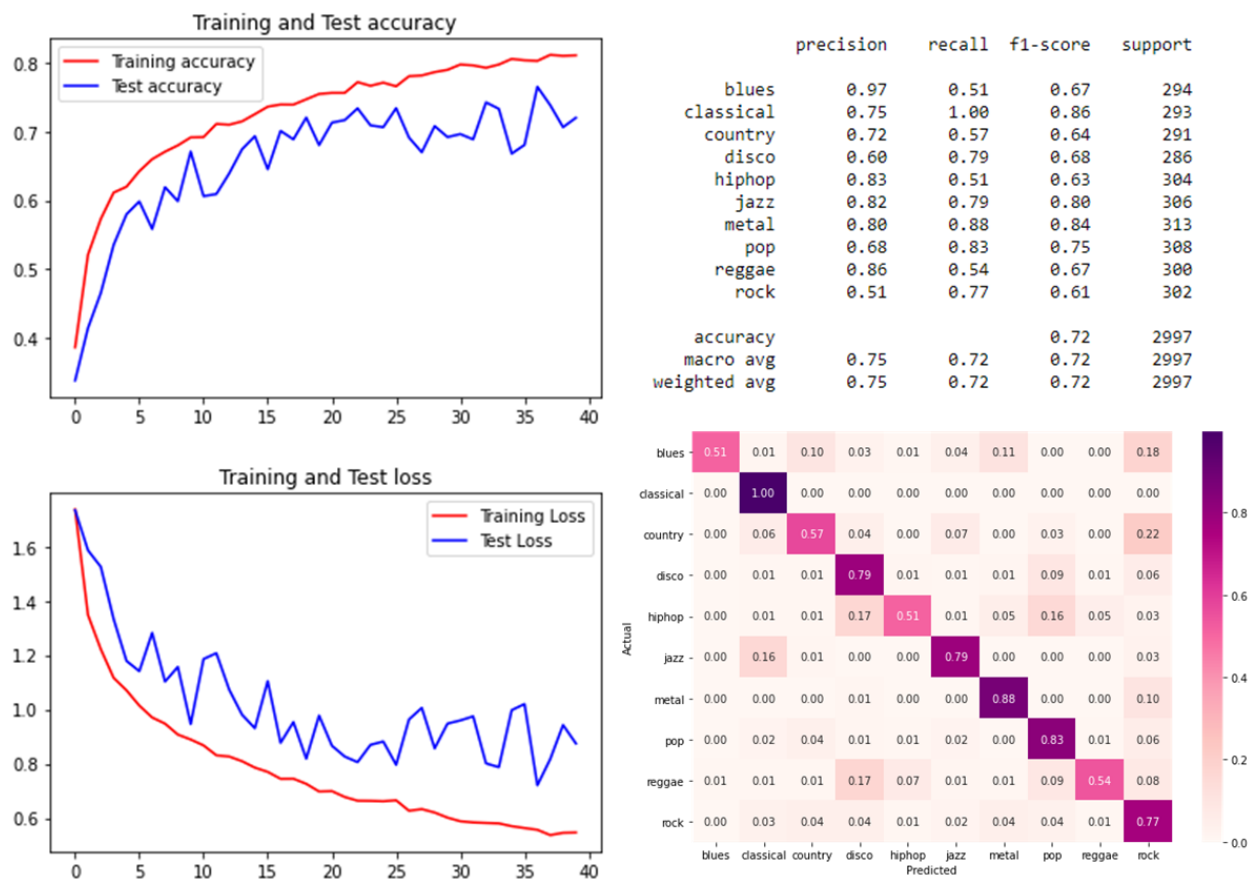 Training and Test accuracy
Training accuracy
Test accuracy
0.8
0.7
0.6
0.5
0.4
0 5 10 15 20 25 30 35 40
Training and Test loss
Training Loss
Test Loss
1.6
1.4
1.2
1.0
0.8
0.6
0 5 10 15 20 25 30 35 40
precision recall f1-score support
blues 0.97 0.51 0.67 294
classical 0.75 1.00 0.86 293
country 0.72 0.57 0.64 291
disco 0.60 0.79 0.68 286
hiphop 0.83 0.51 0.63 304
jazz 0.82 0.79 0.80 306
metal 0.80 0.88 0.84 313
pop 0.68 0.83 0.75 308
reggae 0.86 0.54 0.67 300
rock 0.51 0.77 0.61 302
accuracy 0.72 2997
macro avg 0.75 0.72 0.72 2997
weighted avg 0.75 0.72 0.72 2997
Actual
blues 0.51 0.01 0.10 0.03 0.01 0.04 0.11 0.00 0.00 0.18
classical 0.00 1.00 0.00 0.00 0.00 0.00 0.00 0.00 0.00 0.00
country 0.00 0.06 0.57 0.04 0.00 0.07 0.00 0.03 0.00 0.22
disco 0.00 0.01 0.01 0.79 0.01 0.01 0.01 0.09 0.01 0.06
hiphop 0.00 0.01 0.01 0.17 0.51 0.01 0.05 0.16 0.05 0.03
jazz 0.00 0.16 0.01 0.00 0.00 0.79 0.00 0.00 0.00 0.03
metal 0.00 0.00 0.00 0.01 0.00 0.00 0.88 0.00 0.00 0.10
pop 0.00 0.02 0.04 0.01 0.01 0.02 0.00 0.83 0.01 0.06
reggae 0.01 0.01 0.01 0.17 0.07 0.01 0.01 0.09 0.54 0.08
rock 0.00 0.03 0.04 0.04 0.01 0.02 0.04 0.04 0.01 0.77
blues classical country disco hiphop jazz metal pop reggae rock
Predicted
0.8
0.6
0.4
0.2
0.0